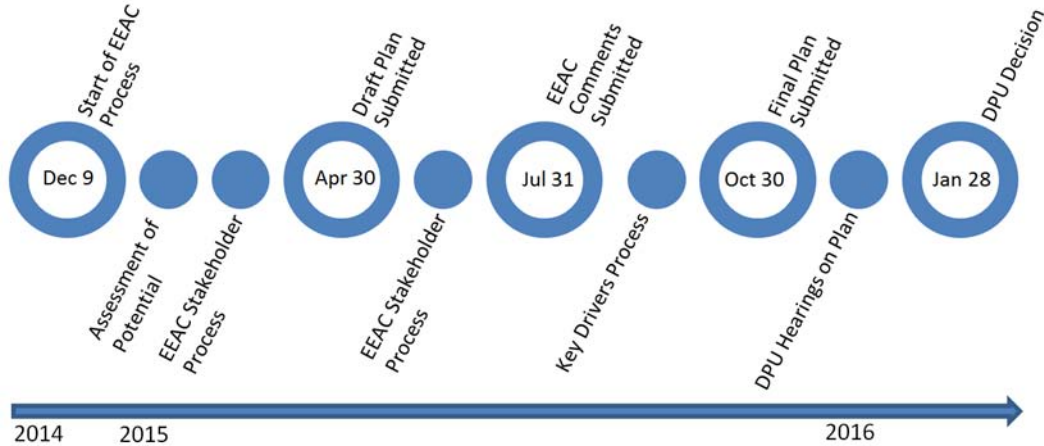 Start of EEAC
Process
Draft Plan
Submitted
EEAC
Comments
Submitted
Final Plan
Submitted
DPU Decision
Dec 9
Apr 30
Jul 31
Oct 30
Jan 28
Assessment of
Potential
EEAC Stakeholder
Process
EEAC Stakeholder
Process
Key Drivers Process
DPU Hearings on Plan
2014
2015
2016